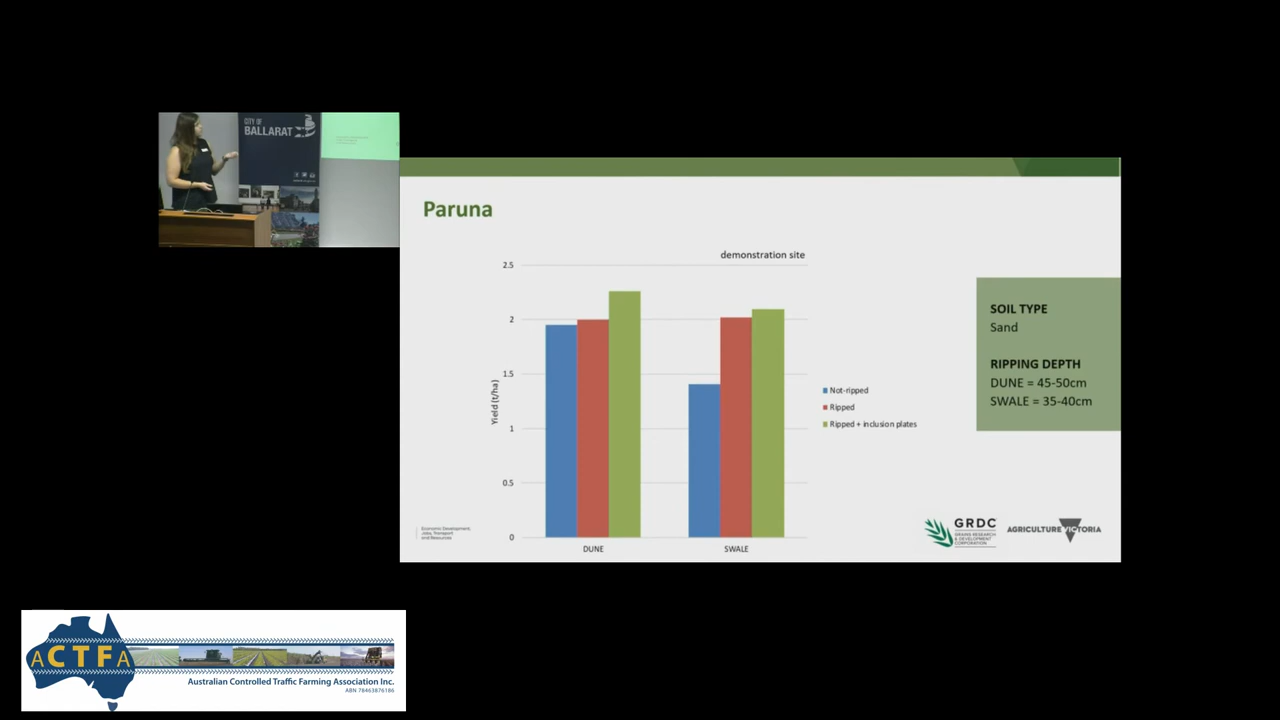 CITY OF
BALLARAT
Paruna
demonstration site
2.5
2
1.5
1
0.5
0
Yield (t/ha)
DUNE
SWALE
Not-ripped
Ripped
Ripped + inclusion plates
SOIL TYPE
Sand
RIPPING DEPTH
DUNE = 45-50cm
SWALE = 35-40cm
Economic Development,
Jobs, Transport
and Resources
GRDC
GRAINS RESEARCH
& DEVELOPMENT
CORPORATION
AGRICULTURE VICTORIA
ACTFA
Australian Controlled Traffic Farming Association Inc.
ABN 78463876186